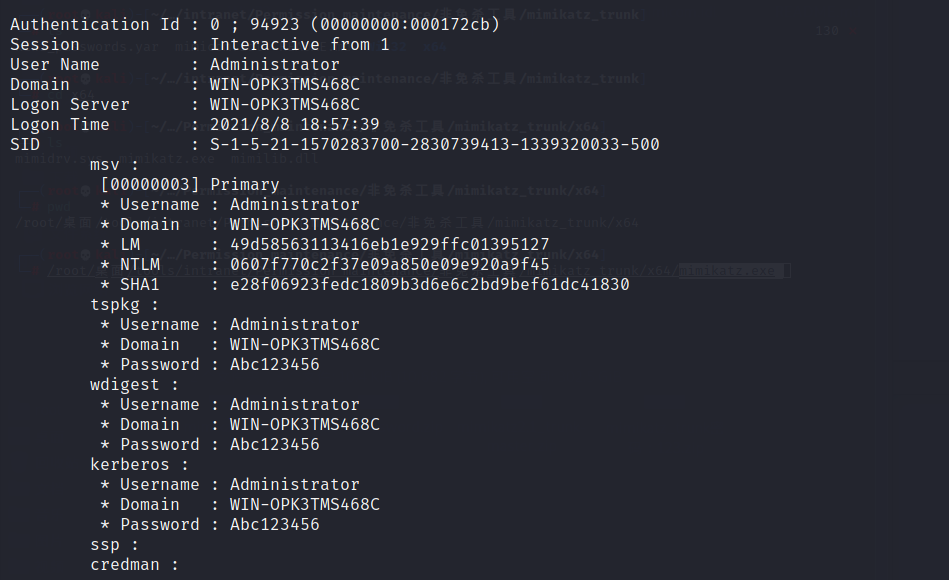 Authentication Id : 0 ; 94923 (00000000:000172cb)
Session           : Interactive from 1
User Name         : Administrator
Domain            : WIN-OPK3TMS468C
Logon Server      : WIN-OPK3TMS468C
Logon Time        : 2021/8/8 18:57:39
SID               : S-1-5-21-1570283700-2830739413-1339320033-500
        msv :
         [00000003] Primary
         * Username : Administrator
         * Domain   : WIN-OPK3TMS468C
         * LM       : 49d58563113416eb1e929ffc01395127
         * NTLM     : 0607f770c2f37e09a850e09e920a9f45
         * SHA1     : e28f06923fedc1809b3d6e6c2bd9bef61dc41830
        tspkg :
         * Username : Administrator
         * Domain   : WIN-OPK3TMS468C
         * Password : Abc123456
        wdigest :
         * Username : Administrator
         * Domain   : WIN-OPK3TMS468C
         * Password : Abc123456
        kerberos :
         * Username : Administrator
         * Domain   : WIN-OPK3TMS468C
         * Password : Abc123456
        ssp :
        credman :